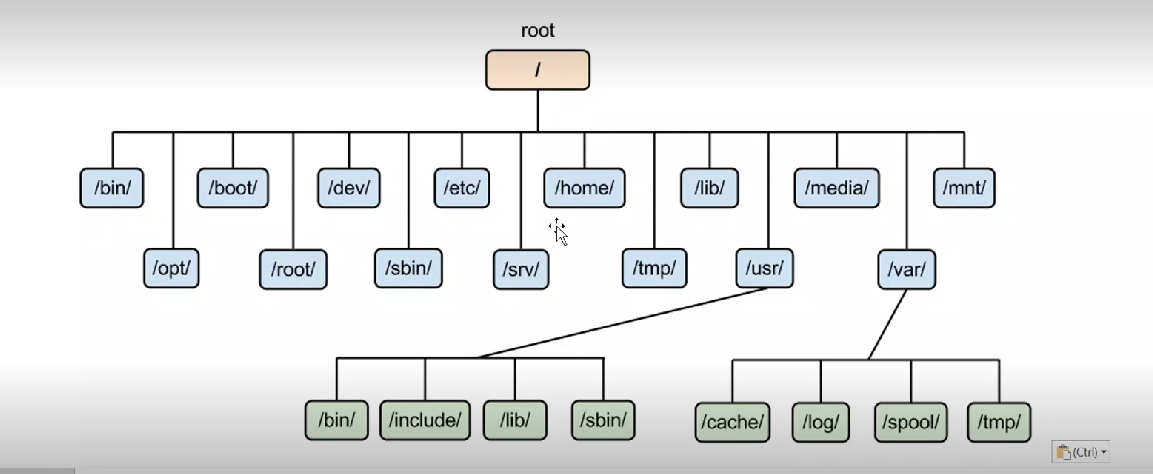 root
/
/bin/ /boot/ /dev/ /etc/ /home/ /lib/ /media/ /mnt/
/opt/ /root/ /sbin/ /srv/ /tmp/ /usr/ /var/
/bin/ /include/ /lib/ /sbin/ /cache/ /log/ /spool/ /tmp/
(Ctrl)